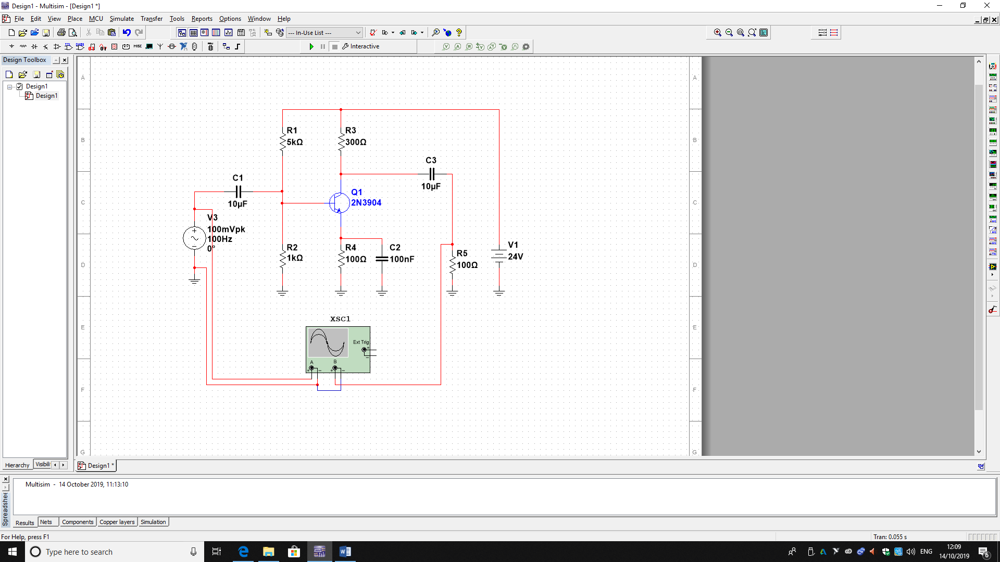 Design1 - Multisim - [Design1 *]
File Edit View Place MCU Simulate Transfer Tools Reports Options Window Help
--- In-Use List ---
MISC Interactive
Design Toolbox
Design1
Design1
A A
B B
C C
D D
E E
F F
G G
R1
5kΩ
R3
300Ω
C3
10µF
C1
10µF
Q1
2N3904
V3
100mVpk
100Hz
0°
R2
1kΩ
R4
100Ω
C2
100nF
R5
100Ω
V1
24V
XSC1
Ext Trig
A B
Hierarchy Visibili
Design1 *
Multisim - 14 October 2019, 11:13:10
Spreadshee
Results Nets Components Copper layers Simulation
For Help, press F1
Tran: 0.055 s
Type here to search
ENG
12:09
14/10/2019
6